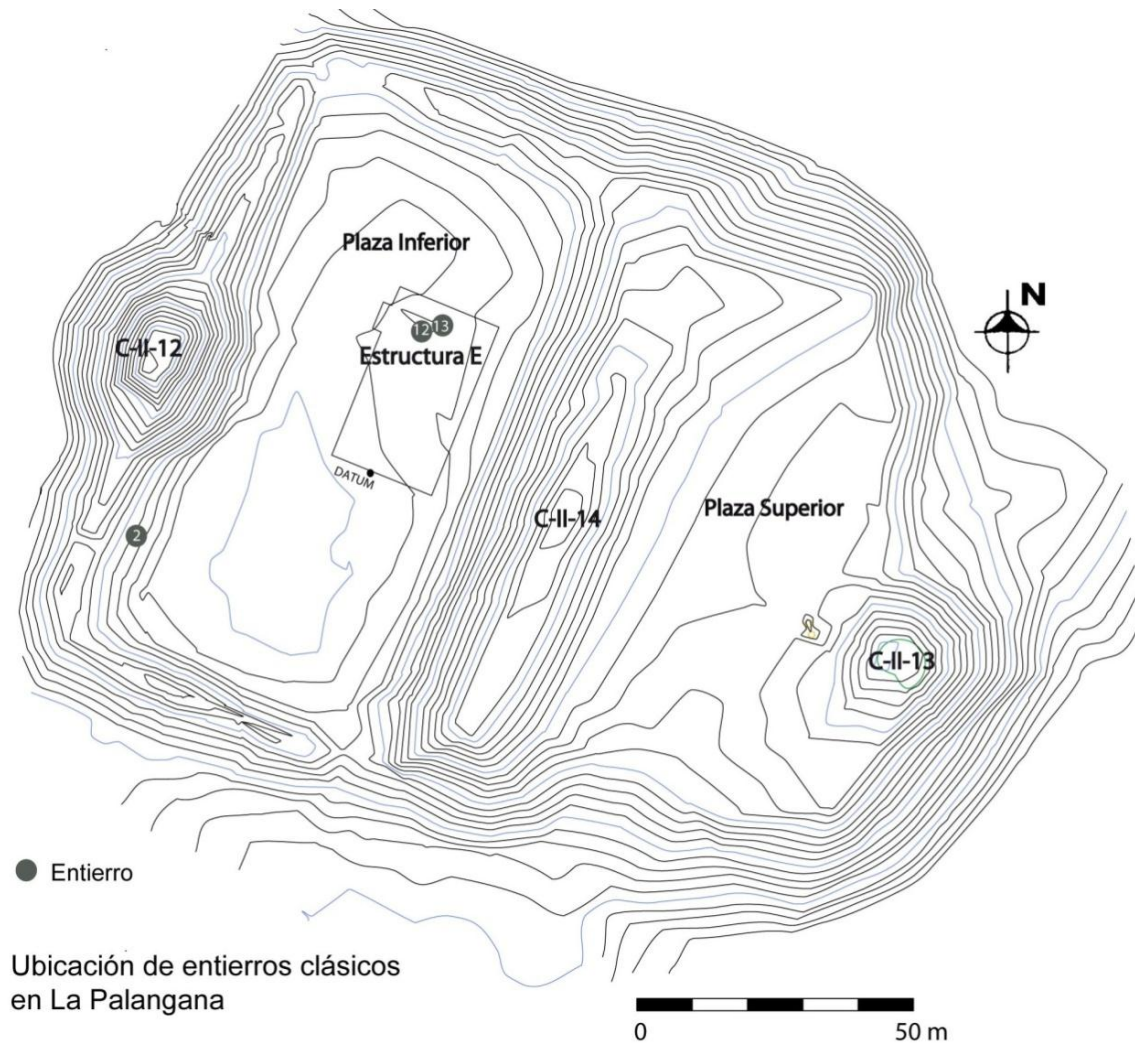 Plaza Inferior
N
12 13
C-II-12
Estructura E
DATUM
Plaza Superior
C-II-14
2
C-II-13
Entierro
Ubicación de entierros clásicos
en La Palangana
0 50 m